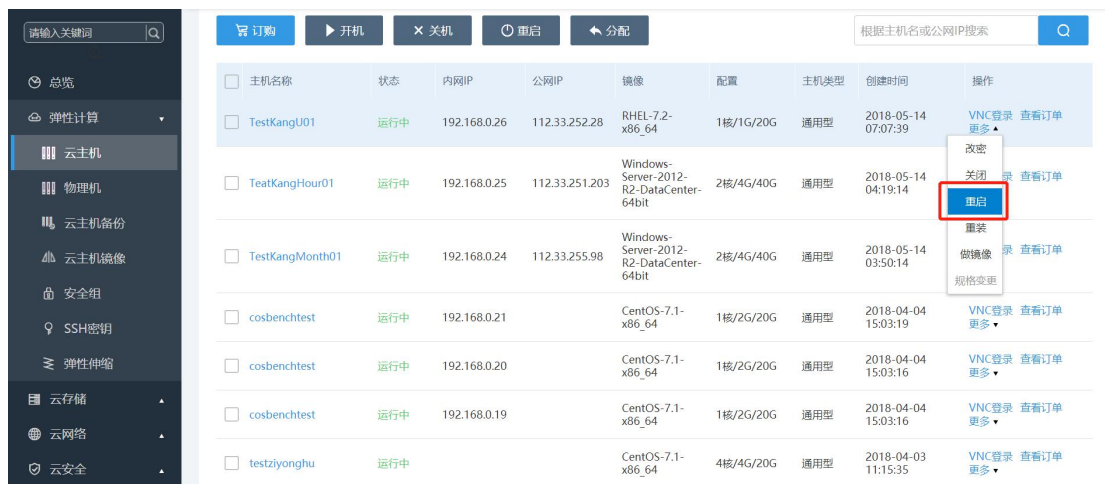 请输入关键词
总览
弹性计算
云主机
物理机
云主机备份
云主机镜像
安全组
SSH密钥
弹性伸缩
云存储
云网络
云安全
订购 开机 关机 重启 分配 根据主机名或公网IP搜索
主机名称 状态 内网IP 公网IP 镜像 配置 主机类型 创建时间 操作
TestKangU01 运行中 192.168.0.26 112.33.252.28 RHEL-7.2-x86_64 1核/1G/20G 通用型 2018-05-14 07:07:39 VNC登录 查看订单 更多
改密
关闭
重启
重装
做镜像
规格变更
TeatKangHour01 运行中 192.168.0.25 112.33.251.203 Windows-Server-2012-R2-DataCenter-64bit 2核/4G/40G 通用型 2018-05-14 04:19:14 录 查看订单
TestKangMonth01 运行中 192.168.0.24 112.33.255.98 Windows-Server-2012-R2-DataCenter-64bit 2核/4G/40G 通用型 2018-05-14 03:50:14 录 查看订单
cosbenchtest 运行中 192.168.0.21 CentOS-7.1-x86_64 1核/2G/20G 通用型 2018-04-04 15:03:19 VNC登录 查看订单 更多
cosbenchtest 运行中 192.168.0.20 CentOS-7.1-x86_64 1核/2G/20G 通用型 2018-04-04 15:03:16 VNC登录 查看订单 更多
cosbenchtest 运行中 192.168.0.19 CentOS-7.1-x86_64 1核/2G/20G 通用型 2018-04-04 15:03:16 VNC登录 查看订单 更多
testziyonghu 运行中 CentOS-7.1-x86_64 4核/4G/20G 通用型 2018-04-03 11:15:35 VNC登录 查看订单 更多